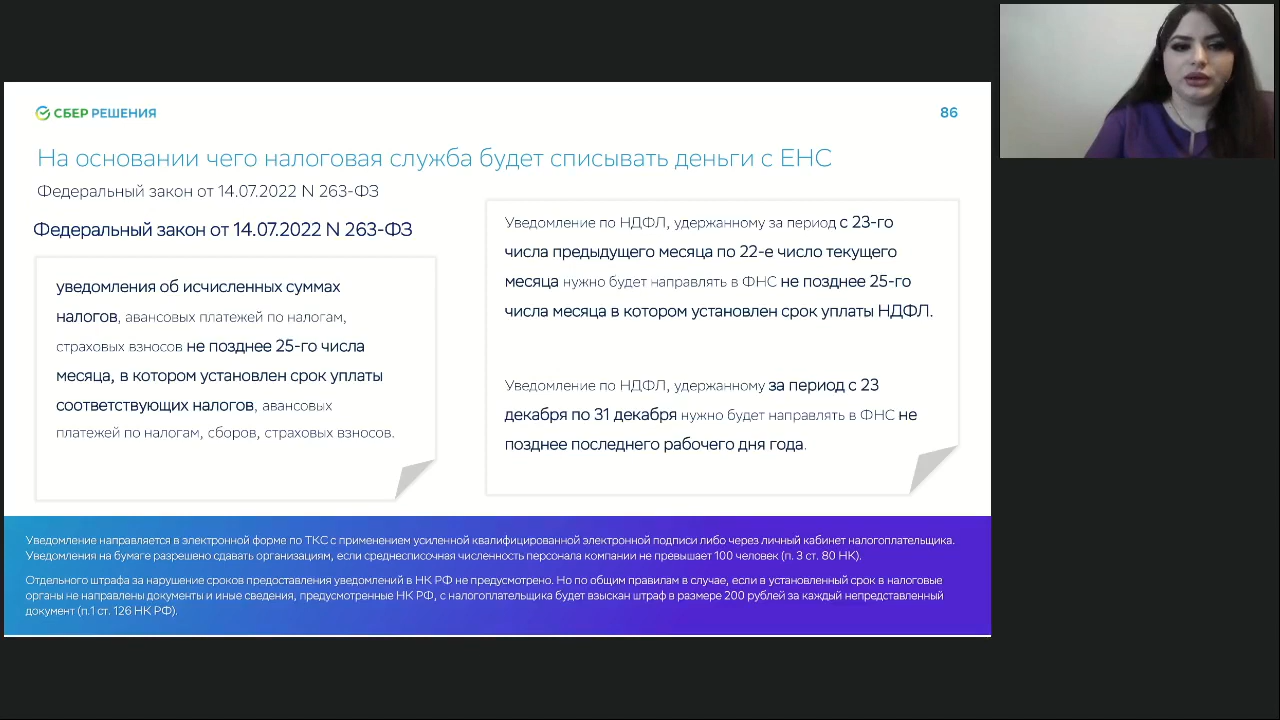 СБЕР РЕШЕНИЯ
86
На основании чего налоговая служба будет списывать деньги с ЕНС
Федеральный закон от 14.07.2022 N 263-ФЗ
Федеральный закон от 14.07.2022 N 263-ФЗ
уведомления об исчисленных суммах
налогов, авансовых платежей по налогам,
страховых взносов не позднее 25-го числа
месяца, в котором установлен срок уплаты
соответствующих налогов, авансовых
платежей по налогам, сборов, страховых взносов.
Уведомление по НДФЛ, удержанному за период с 23-го
числа предыдущего месяца по 22-е число текущего
месяца нужно будет направлять в ФНС не позднее 25-го
числа месяца в котором установлен срок уплаты НДФЛ.
Уведомление по НДФЛ, удержанному за период с 23
декабря по 31 декабря нужно будет направлять в ФНС не
позднее последнего рабочего дня года.
Уведомление направляется в электронной форме по ТКС с применением усиленной квалифицированной электронной подписи либо через личный кабинет налогоплательщика.
Уведомления на бумаге разрешено сдавать организациям, если среднесписочная численность персонала компании не превышает 100 человек (п. 3 ст. 80 НК).
Отдельного штрафа за нарушение сроков предоставления уведомлений в НК РФ не предусмотрено. Но по общим правилам в случае, если в установленный срок в налоговые
органы не направлены документы и иные сведения, предусмотренные НК РФ, с налогоплательщика будет взыскан штраф в размере 200 рублей за каждый непредставленный
документ (п.1 ст. 126 НК РФ).